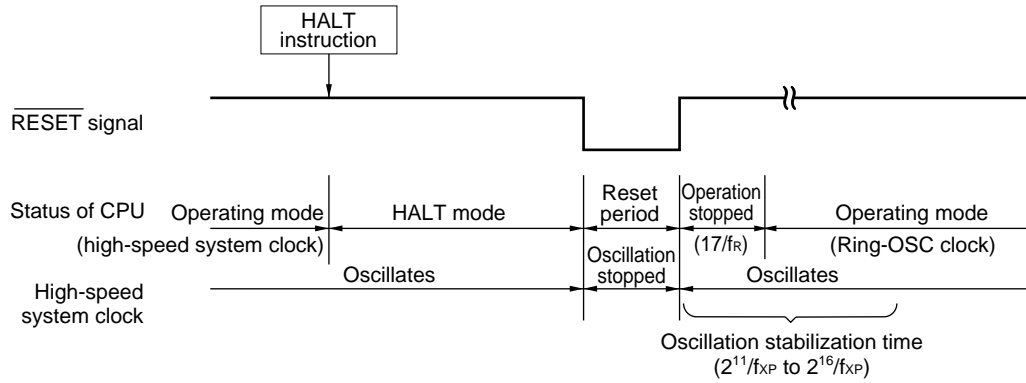 HALT
instruction
RESET signal
Status of CPU
Operating mode
(high-speed system clock)
HALT mode
Reset
period
Operation
stopped
(17/fR)
Operating mode
(Ring-OSC clock)
High-speed
system clock
Oscillates
Oscillation
stopped
Oscillates
Oscillation stabilization time
(2¹¹/fXP to 2¹⁶/fXP)